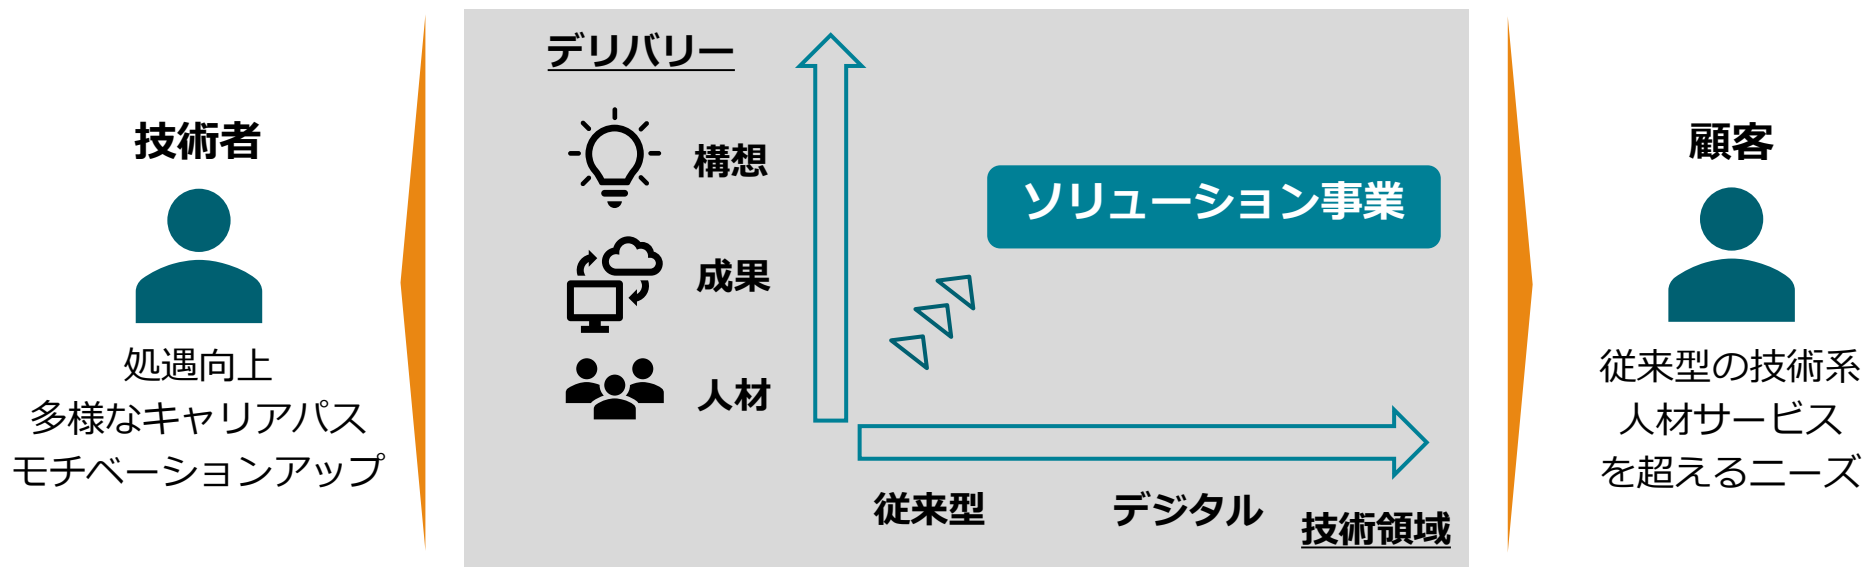 技術者
処遇向上
多様なキャリアパス
モチベーションアップ
デリバリー
構想
成果
人材
ソリューション事業
従来型
デジタル
技術領域
顧客
従来型の技術系
人材サービス
を超えるニーズ